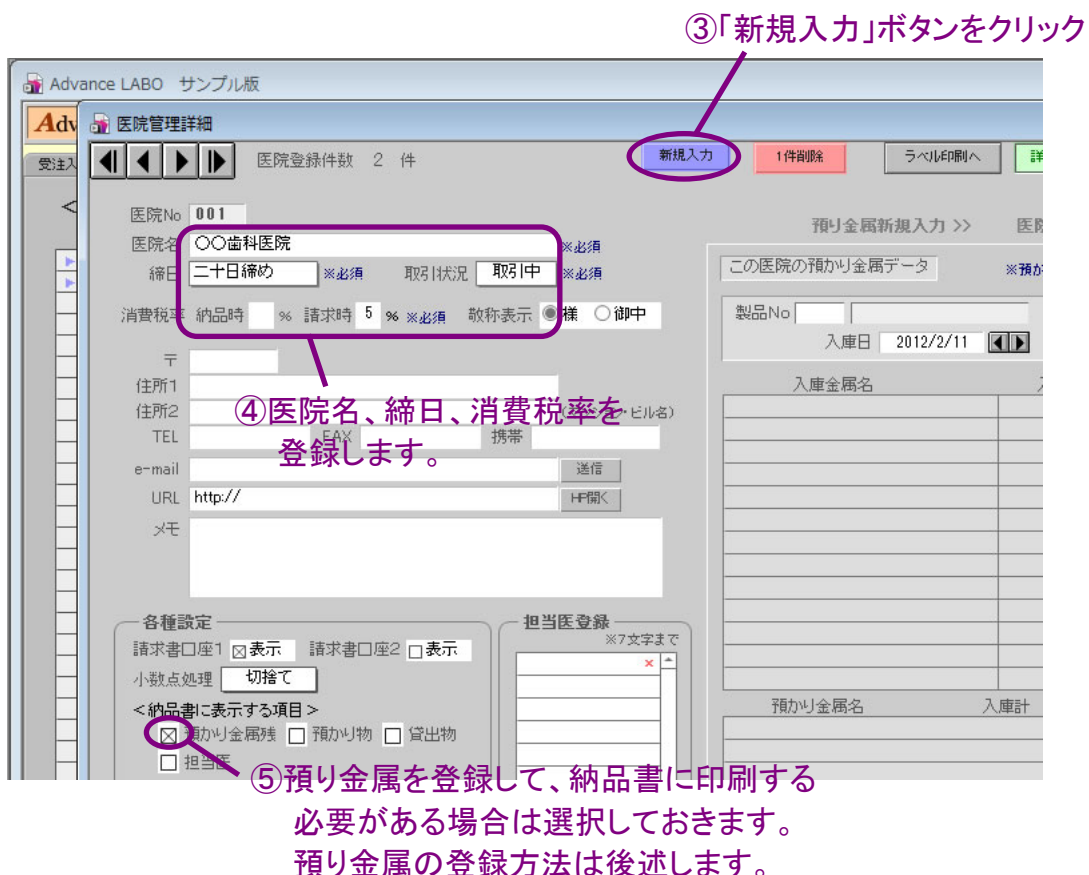 ③「新規入力」ボタンをクリック
Advance LABO サンプル版
Adv
医院管理詳細
受注入
医院登録件数 2 件
新規入力
1件削除
ラベル印刷へ
<
医院No 001
預り金属新規入力 >>
医院名 〇〇歯科医院 ※必須
締日 二十日締め ※必須 取引状況 取引中 ※必須
この医院の預かり金属データ
消費税率 納品時 % 請求時 5 % ※必須 敬称表示 様 御中
製品No
入庫日 2012/2/11
〒
住所1
入庫金属名
住所2
④医院名、締日、消費税率を
登録します。
・ビル名)
TEL FAX 携帯
e-mail 送信
URL http:// HP開く
メモ
各種設定
請求書口座1 表示 請求書口座2 表示
小数点処理 切捨て
<納品書に表示する項目>
預かり金属残 預かり物 貸出物
担当医
担当医登録
※7文字まで
×
預かり金属名 入庫計
⑤預り金属を登録して、納品書に印刷する
必要がある場合は選択しておきます。
預り金属の登録方法は後述します。